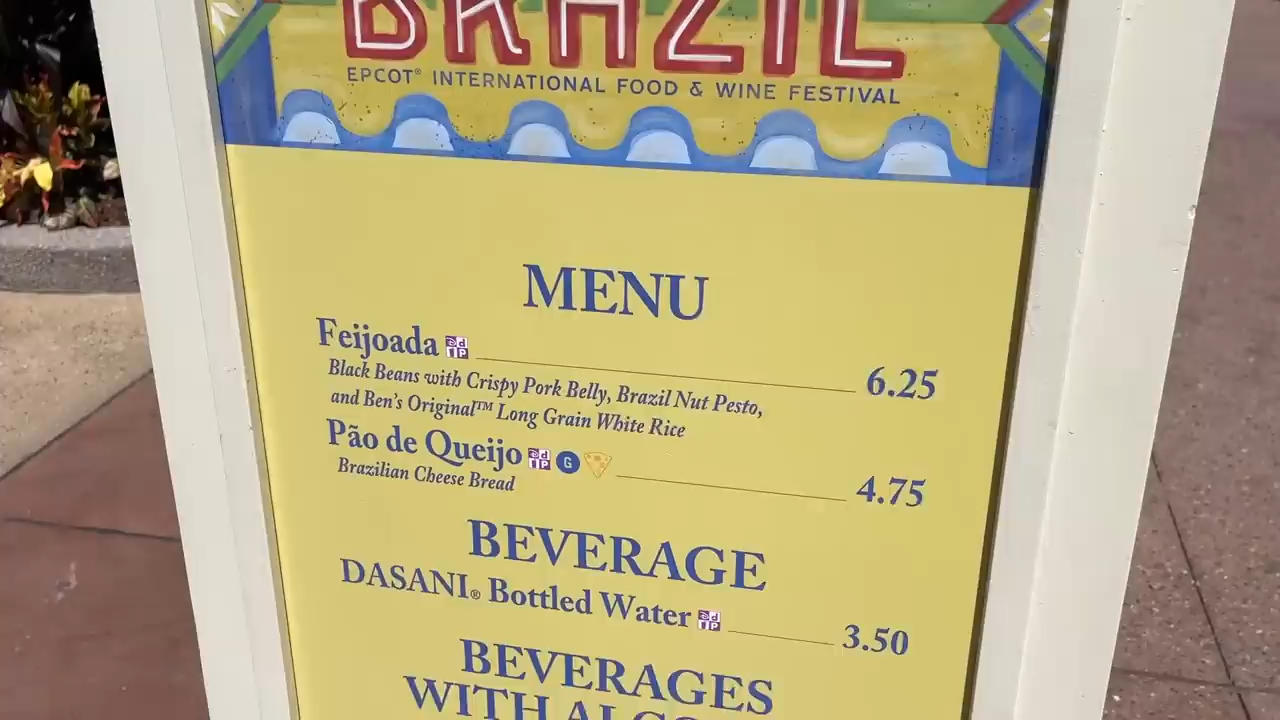 BRAZIL
EPCOT® INTERNATIONAL FOOD & WINE FESTIVAL
MENU
Feijoada 6.25
Black Beans with Crispy Pork Belly, Brazil Nut Pesto,
and Ben's Original™ Long Grain White Rice
Pão de Queijo G 4.75
Brazilian Cheese Bread
BEVERAGE
DASANI® Bottled Water 3.50
BEVERAGES
WITH